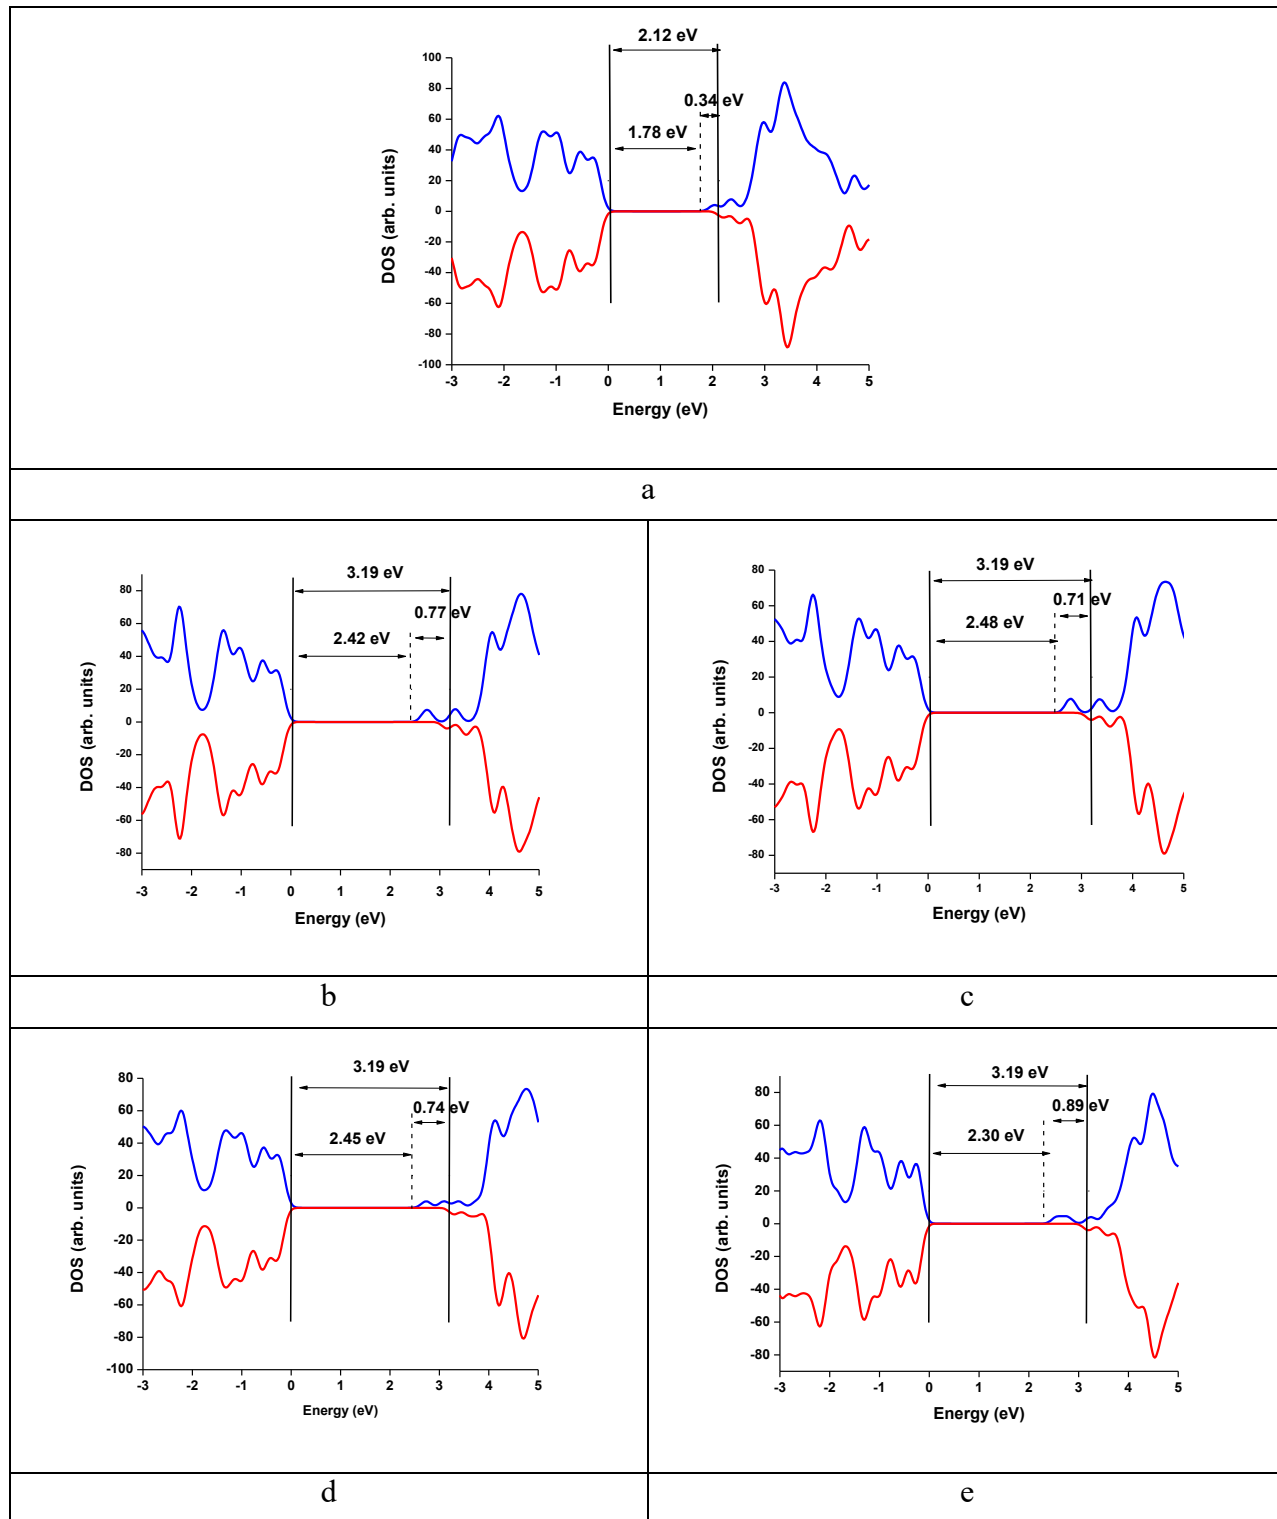 2.12 eV
0.34 eV
1.78 eV
100
80
60
40
20
0
-20
-40
-60
-80
-100
DOS (arb. units)
-3 -2 -1 0 1 2 3 4 5
Energy (eV)
a
3.19 eV
0.77 eV
2.42 eV
80
60
40
20
0
-20
-40
-60
-80
DOS (arb. units)
-3 -2 -1 0 1 2 3 4 5
Energy (eV)
b
3.19 eV
0.71 eV
2.48 eV
80
60
40
20
0
-20
-40
-60
-80
DOS (arb. units)
-3 -2 -1 0 1 2 3 4 5
Energy (eV)
c
3.19 eV
0.74 eV
2.45 eV
80
60
40
20
0
-20
-40
-60
-80
-100
DOS (arb. units)
-3 -2 -1 0 1 2 3 4 5
Energy (eV)
d
3.19 eV
0.89 eV
2.30 eV
80
60
40
20
0
-20
-40
-60
-80
DOS (arb. units)
-3 -2 -1 0 1 2 3 4 5
Energy (eV)
e